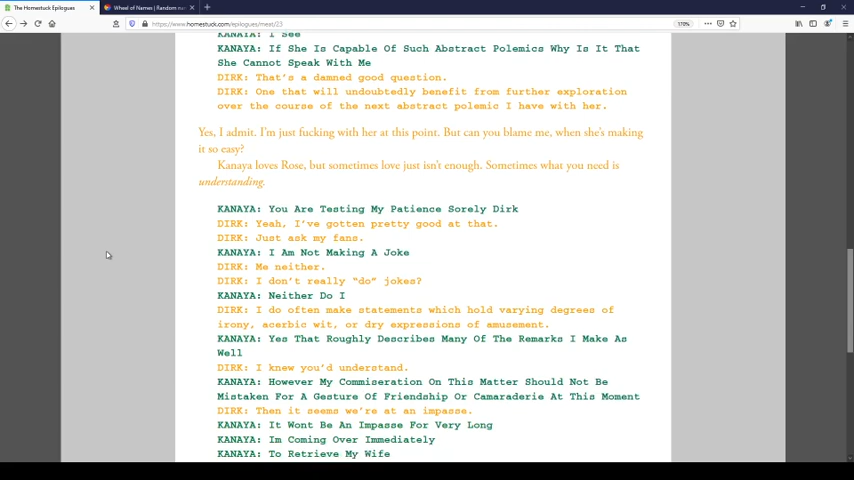 The Homestuck Epilogues
Wheel of Names | Random na
https://www.homestuck.com/epilogues/meat/23
170%
KANAYA: I See
KANAYA: If She Is Capable Of Such Abstract Polemics Why Is It That
She Cannot Speak With Me
DIRK: That's a damned good question.
DIRK: One that will undoubtedly benefit from further exploration
over the course of the next abstract polemic I have with her.
Yes, I admit. I'm just fucking with her at this point. But can you blame me, when she's making
it so easy?
Kanaya loves Rose, but sometimes love just isn't enough. Sometimes what you need is
understanding.
KANAYA: You Are Testing My Patience Sorely Dirk
DIRK: Yeah, I've gotten pretty good at that.
DIRK: Just ask my fans.
KANAYA: I Am Not Making A Joke
DIRK: Me neither.
DIRK: I don't really "do" jokes?
KANAYA: Neither Do I
DIRK: I do often make statements which hold varying degrees of
irony, acerbic wit, or dry expressions of amusement.
KANAYA: Yes That Roughly Describes Many Of The Remarks I Make As
Well
DIRK: I knew you'd understand.
KANAYA: However My Commiseration On This Matter Should Not Be
Mistaken For A Gesture Of Friendship Or Camaraderie At This Moment
DIRK: Then it seems we're at an impasse.
KANAYA: It Wont Be An Impasse For Very Long
KANAYA: Im Coming Over Immediately
KANAYA: To Retrieve My Wife